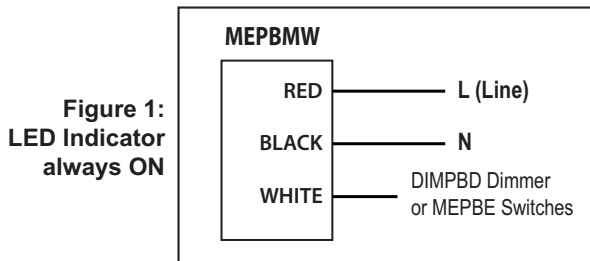 MEPBMW
Figure 1:
LED Indicator
always ON
RED
L (Line)
BLACK
N
WHITE
DIMPBD Dimmer
or MEPBE Switches